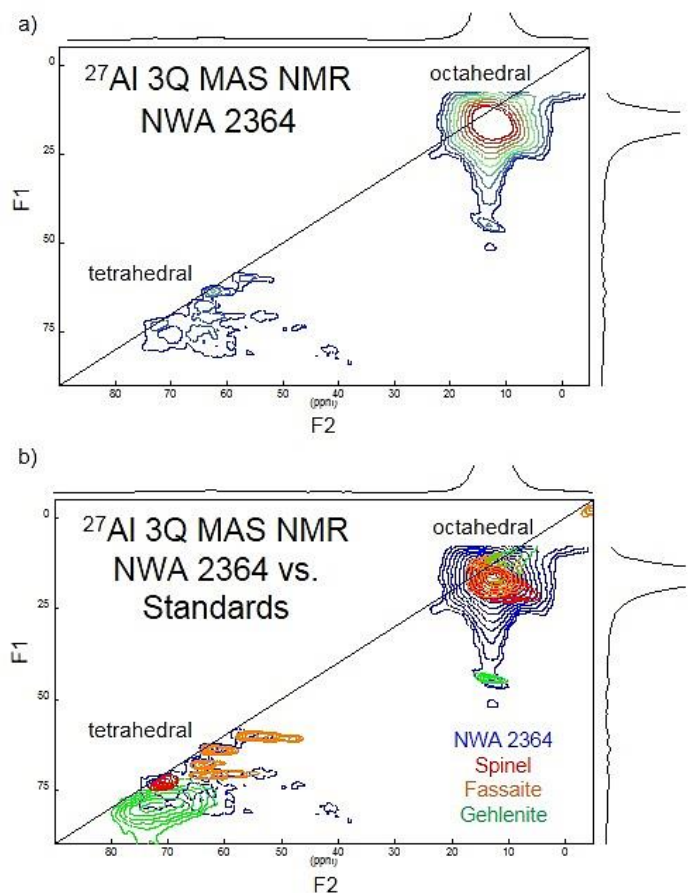 a)
²⁷Al 3Q MAS NMR
NWA 2364
octahedral
tetrahedral
0
25
50
75
F1
80
70
60
50
40
30
20
10
0
(ppm)
F2
b)
²⁷Al 3Q MAS NMR
NWA 2364 vs.
Standards
octahedral
tetrahedral
NWA 2364
Spinel
Fassaite
Gehlenite
0
25
50
75
F1
80
70
60
50
40
30
20
10
0
(ppm)
F2